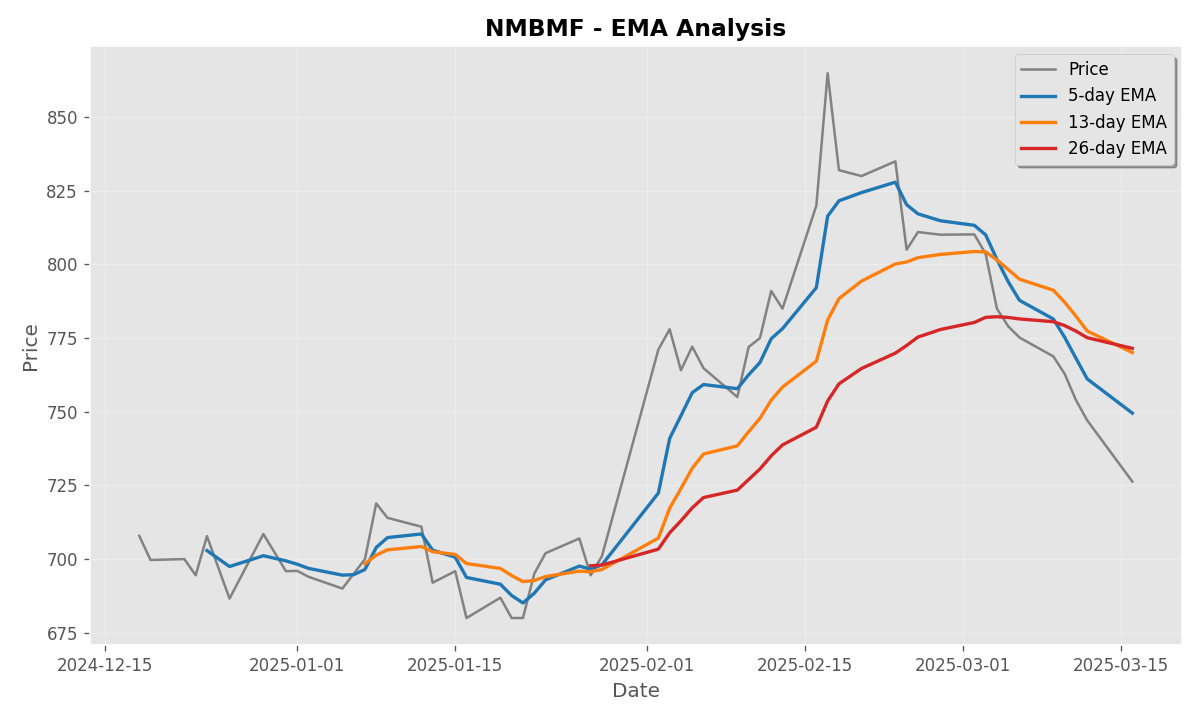 NMBMF - EMA Analysis
Price
5-day EMA
13-day EMA
26-day EMA
Price
850
825
800
775
750
725
700
675
2024-12-15
2025-01-01
2025-01-15
2025-02-01
2025-02-15
2025-03-01
2025-03-15
Date